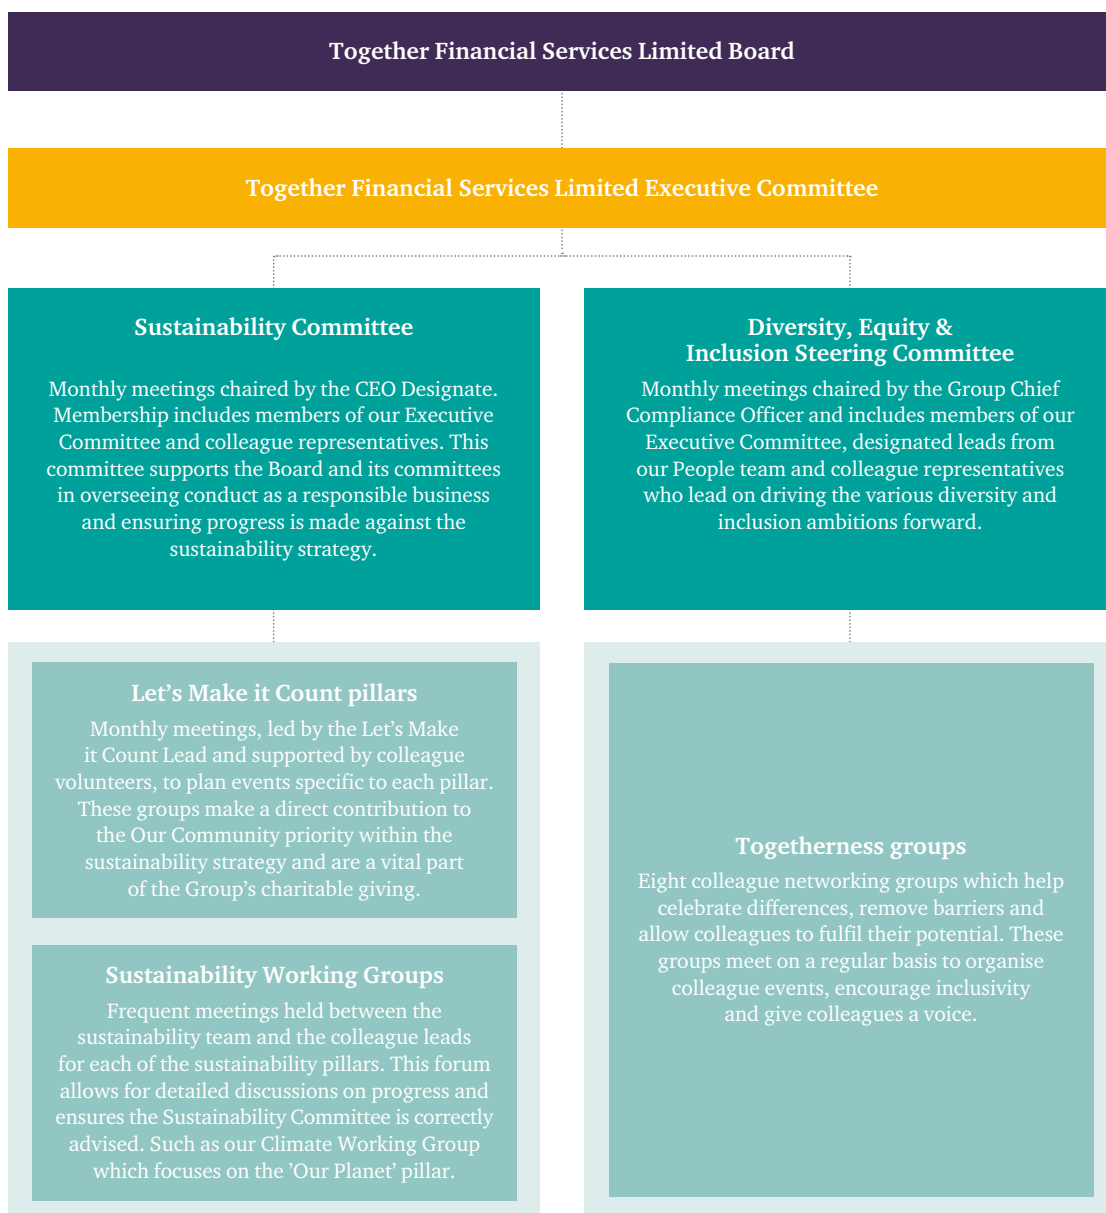 Together Financial Services Limited Board
Together Financial Services Limited Executive Committee
Sustainability Committee
Monthly meetings chaired by the CEO Designate.
Membership includes members of our Executive
Committee and colleague representatives. This
committee supports the Board and its committees
in overseeing conduct as a responsible business
and ensuring progress is made against the
sustainability strategy.
Diversity, Equity &
Inclusion Steering Committee
Monthly meetings chaired by the Group Chief
Compliance Officer and includes members of our
Executive Committee, designated leads from
our People team and colleague representatives
who lead on driving the various diversity and
inclusion ambitions forward.
Let’s Make it Count pillars
Monthly meetings, led by the Let’s Make
it Count Lead and supported by colleague
volunteers, to plan events specific to each pillar.
These groups make a direct contribution to
the Our Community priority within the
sustainability strategy and are a vital part
of the Group’s charitable giving.
Sustainability Working Groups
Frequent meetings held between the
sustainability team and the colleague leads
for each of the sustainability pillars. This forum
allows for detailed discussions on progress and
ensures the Sustainability Committee is correctly
advised. Such as our Climate Working Group
which focuses on the ’Our Planet’ pillar.
Togetherness groups
Eight colleague networking groups which help
celebrate differences, remove barriers and
allow colleagues to fulfil their potential. These
groups meet on a regular basis to organise
colleague events, encourage inclusivity
and give colleagues a voice.